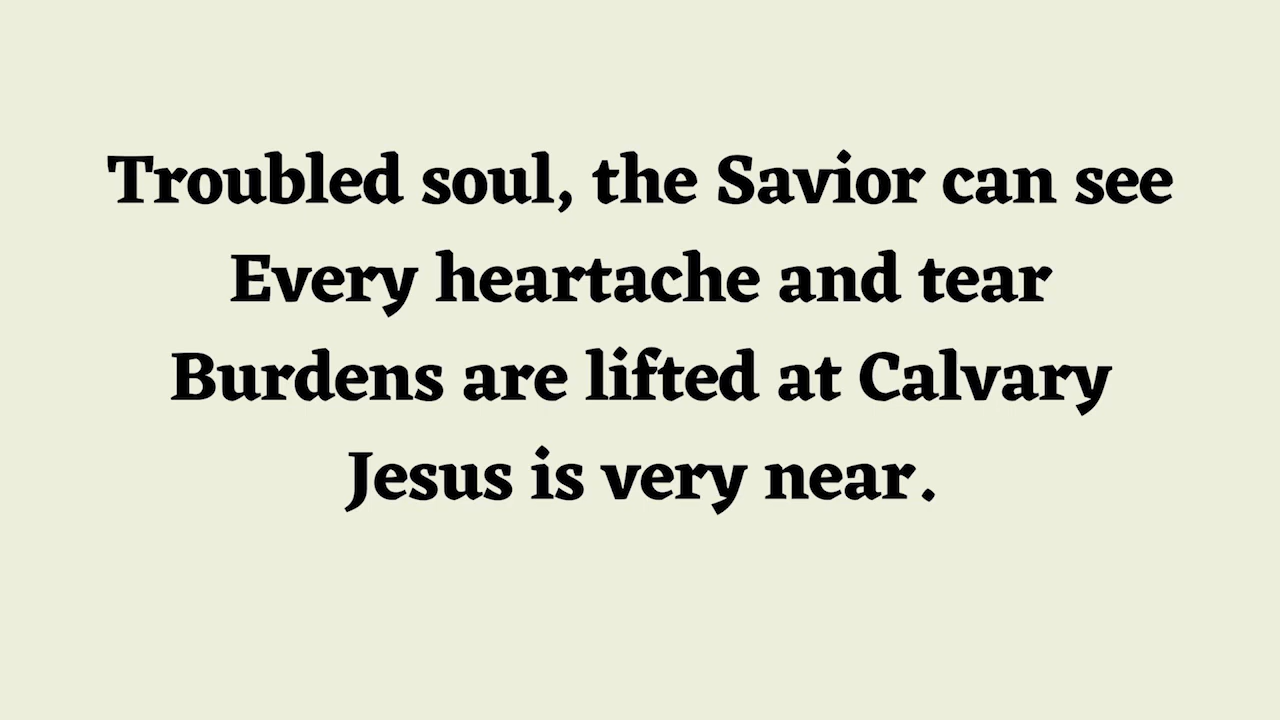 Troubled soul, the Savior can see
Every heartache and tear
Burdens are lifted at Calvary
Jesus is very near.